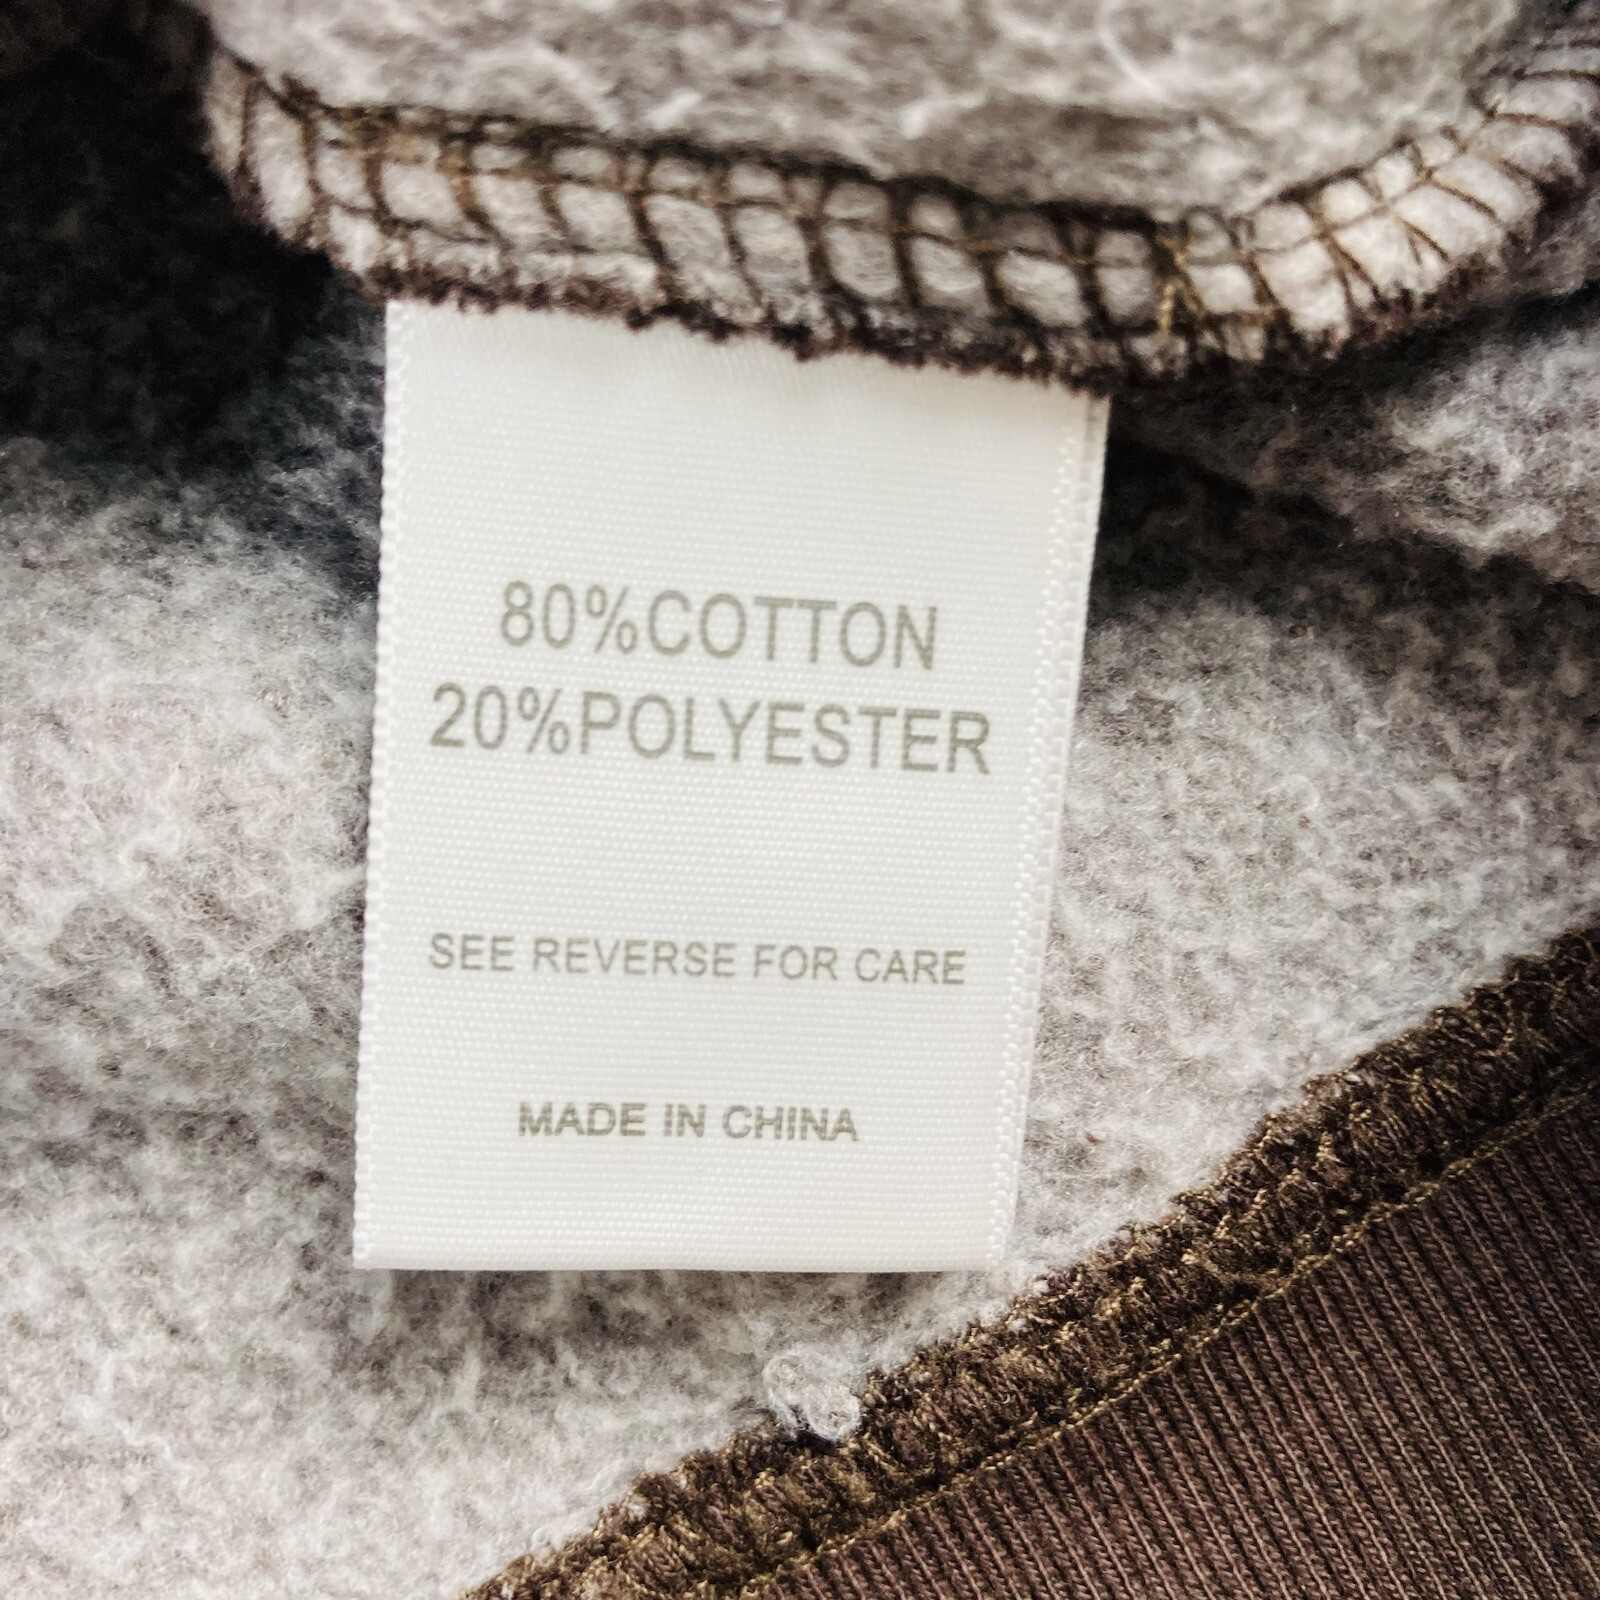 80%COTTON
20%POLYESTER
SEE REVERSE FOR CARE
MADE IN CHINA